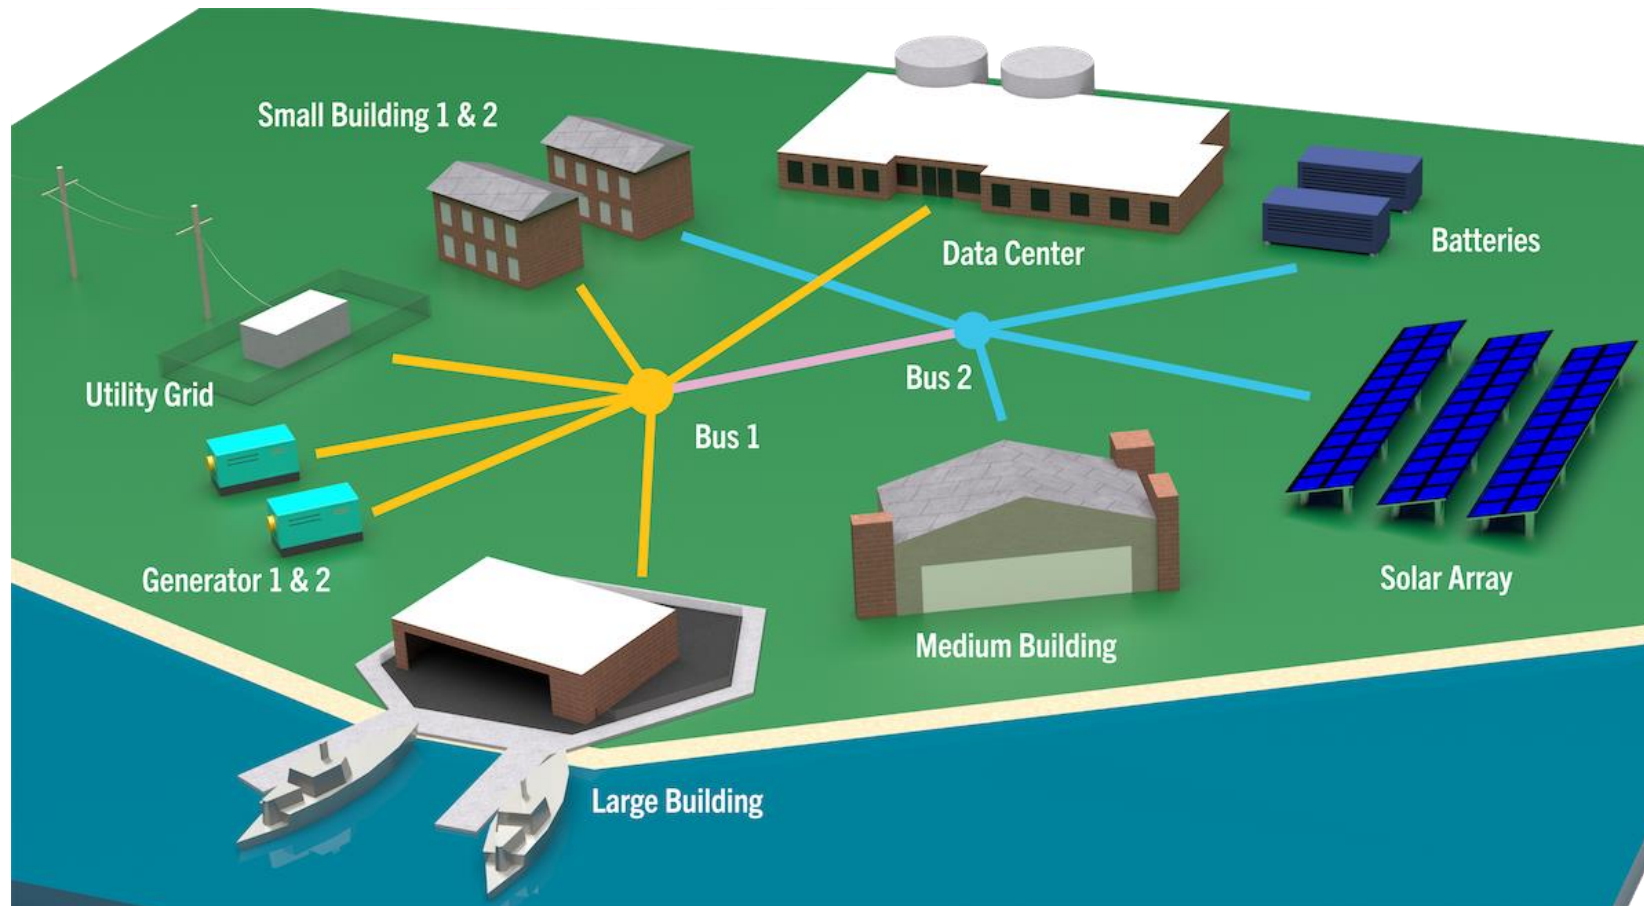 Small Building 1 & 2
Data Center
Batteries
Utility Grid
Bus 2
Bus 1
Generator 1 & 2
Solar Array
Medium Building
Large Building